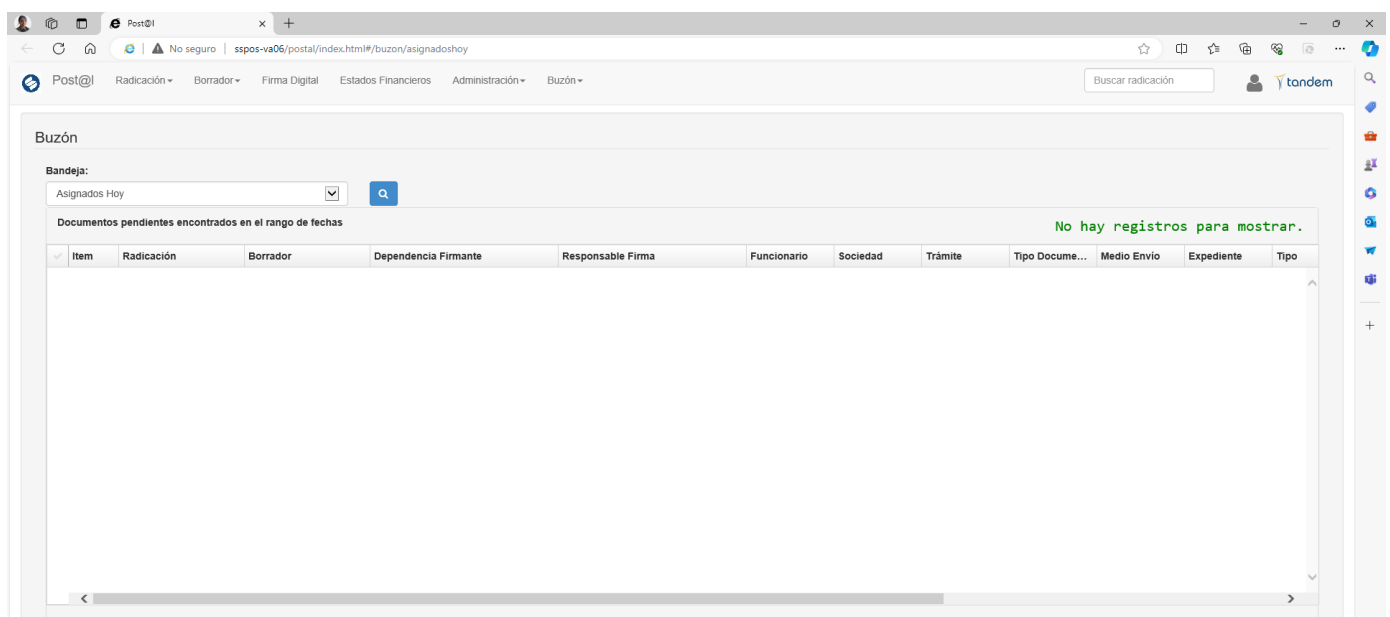 Post@l
No seguro sspos-va06/postal/index.html#/buzon/asignadoshoy
Post@l Radicación Borrador Firma Digital Estados Financieros Administración Buzón Buscar radicación tandem
Buzón
Bandeja:
Asignados Hoy
Documentos pendientes encontrados en el rango de fechas No hay registros para mostrar.
Item Radicación Borrador Dependencia Firmante Responsable Firma Funcionario Sociedad Trámite Tipo Docume... Medio Envío Expediente Tipo